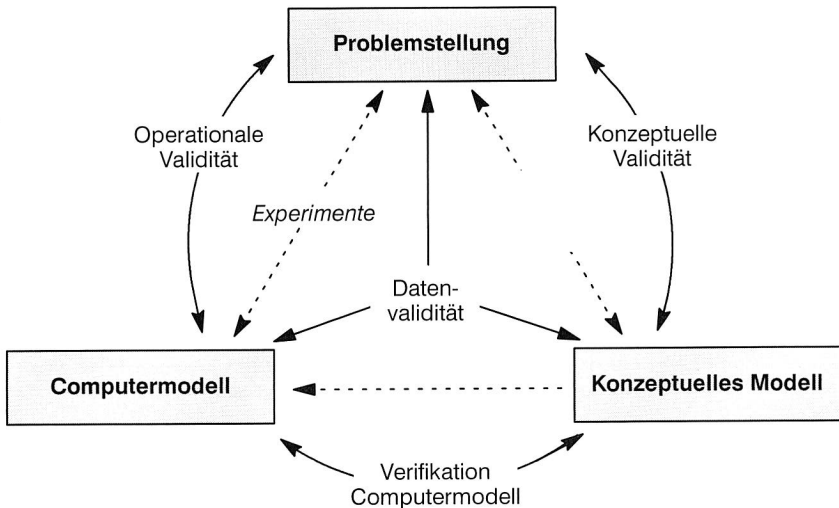 Problemstellung
Operationale
Validität
Konzeptuelle
Validität
Experimente
Daten-
validität
Computermodell
Konzeptuelles Modell
Verifikation
Computermodell